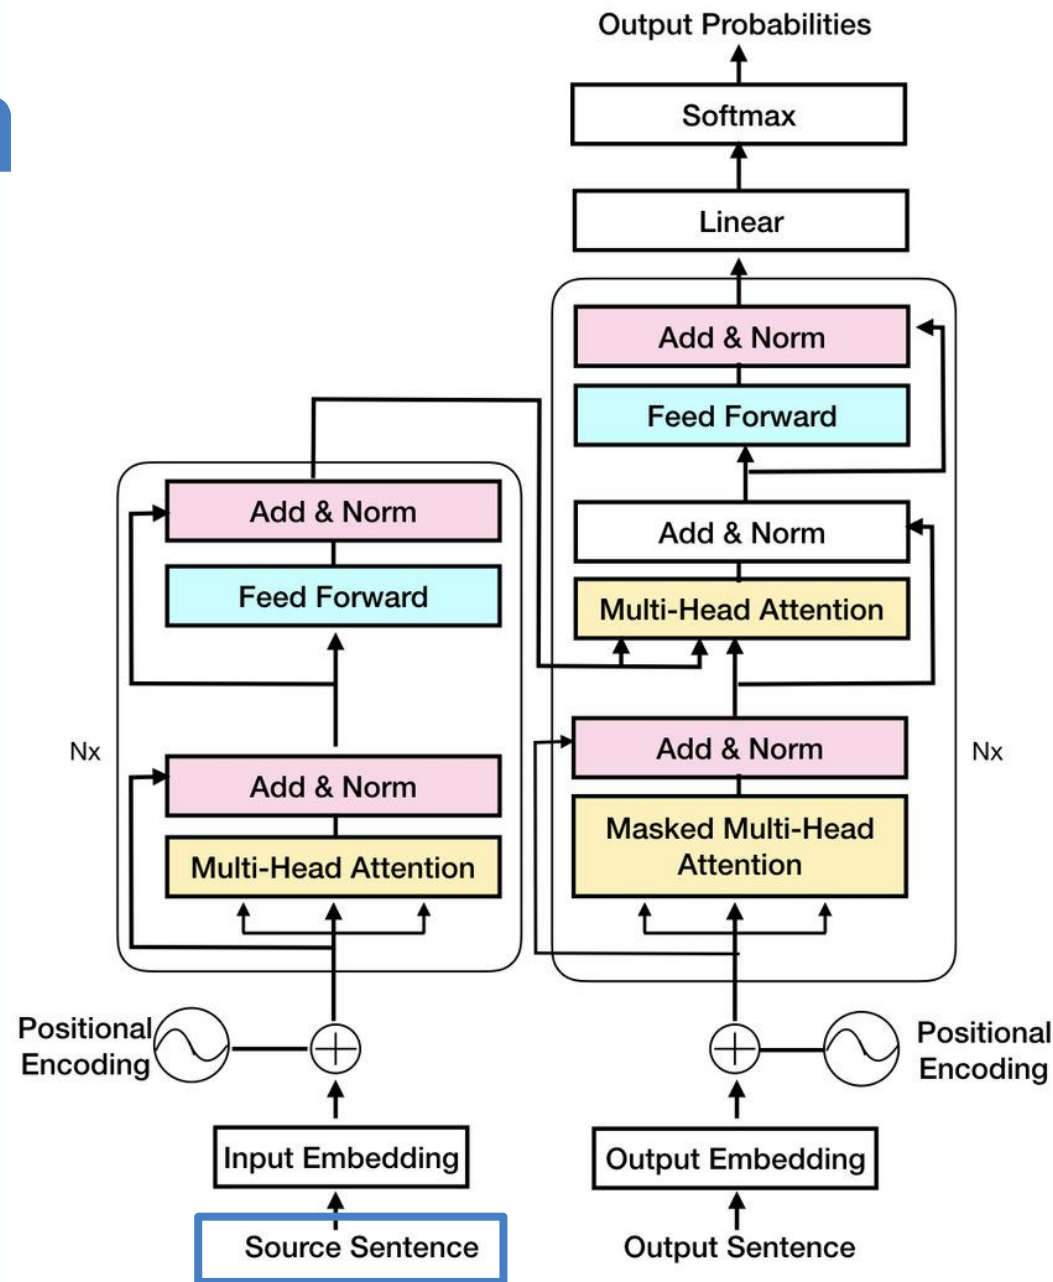 Output Probabilities
Softmax
Linear
Add & Norm
Feed Forward
Add & Norm
Multi-Head Attention
Add & Norm
Masked Multi-Head
Attention
Nx
Positional
Encoding
Output Embedding
Output Sentence
Add & Norm
Feed Forward
Nx
Add & Norm
Multi-Head Attention
Positional
Encoding
Input Embedding
Source Sentence